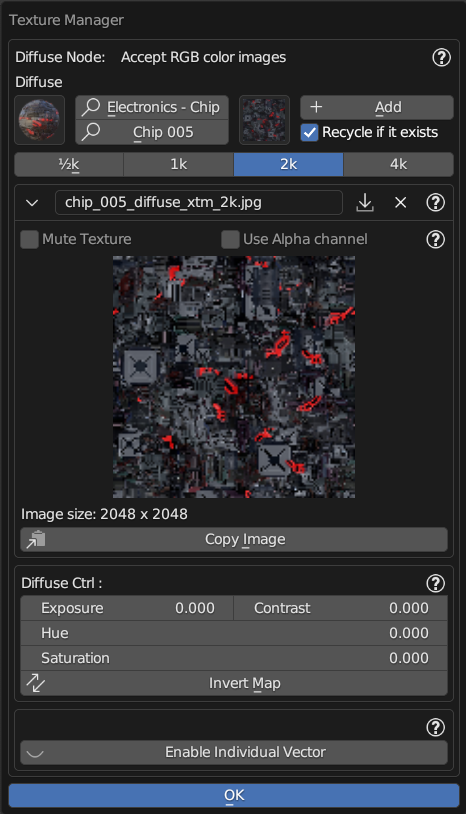 Texture Manager
Diffuse Node: Accept RGB color images
Diffuse
Electronics - Chip
Add
Chip 005
Recycle if it exists
½k 1k 2k 4k
chip_005_diffuse_xtm_2k.jpg
Mute Texture Use Alpha channel
Image size: 2048 x 2048
Copy Image
Diffuse Ctrl :
Exposure 0.000 Contrast 0.000
Hue 0.000
Saturation 0.000
Invert Map
Enable Individual Vector
OK